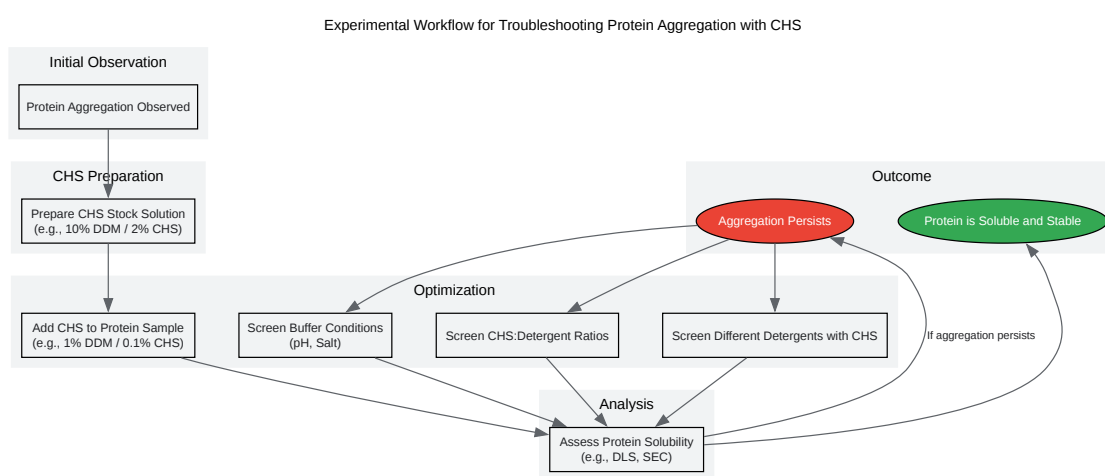 Experimental Workflow for Troubleshooting Protein Aggregation with CHS
Initial Observation
Protein Aggregation Observed
CHS Preparation
Prepare CHS Stock Solution
(e.g., 10% DDM / 2% CHS)
Outcome
Aggregation Persists
Protein is Soluble and Stable
Optimization
Add CHS to Protein Sample
(e.g., 1% DDM / 0.1% CHS)
Screen Buffer Conditions
(pH, Salt)
Screen CHS:Detergent Ratios
Screen Different Detergents with CHS
If aggregation persists
Analysis
Assess Protein Solubility
(e.g., DLS, SEC)